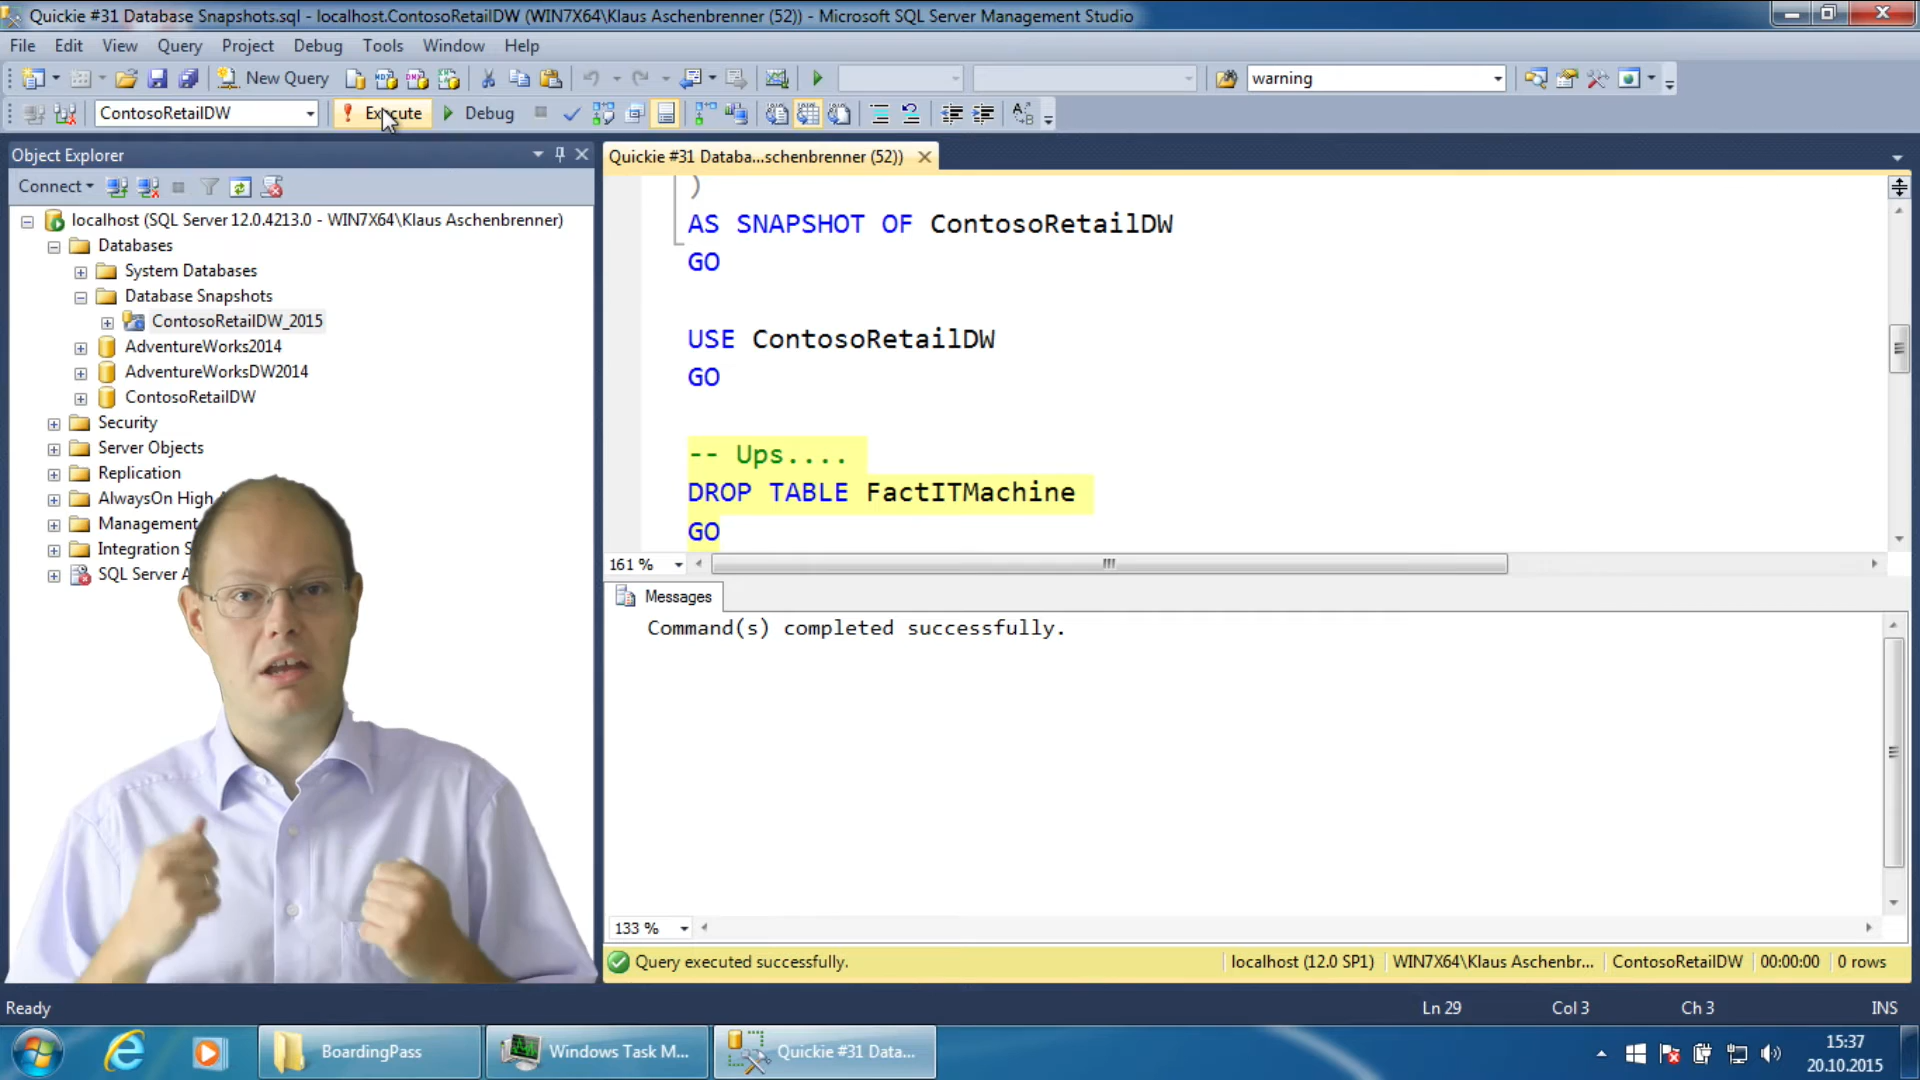 Quickie #31 Database Snapshots.sql - localhost.ContosoRetailDW (WIN7X64\Klaus Aschenbrenner (52)) - Microsoft SQL Server Management Studio
File Edit View Query Project Debug Tools Window Help
New Query warning
ContosoRetailDW Execute Debug
Object Explorer
Connect
localhost (SQL Server 12.0.4213.0 - WIN7X64\Klaus Aschenbrenner)
Databases
System Databases
Database Snapshots
ContosoRetailDW_2015
AdventureWorks2014
AdventureWorksDW2014
ContosoRetailDW
Security
Server Objects
Replication
AlwaysOn High
Management
Integration S
SQL Server A
Quickie #31 Databa...schenbrenner (52))
)
AS SNAPSHOT OF ContosoRetailDW
GO
USE ContosoRetailDW
GO
-- Ups....
DROP TABLE FactITMachine
GO
161 %
Messages
Command(s) completed successfully.
133 %
Query executed successfully. localhost (12.0 SP1) WIN7X64\Klaus Aschenbr... ContosoRetailDW 00:00:00 0 rows
Ready Ln 29 Col 3 Ch 3 INS
BoardingPass Windows Task M... Quickie #31 Data...
15:37
20.10.2015